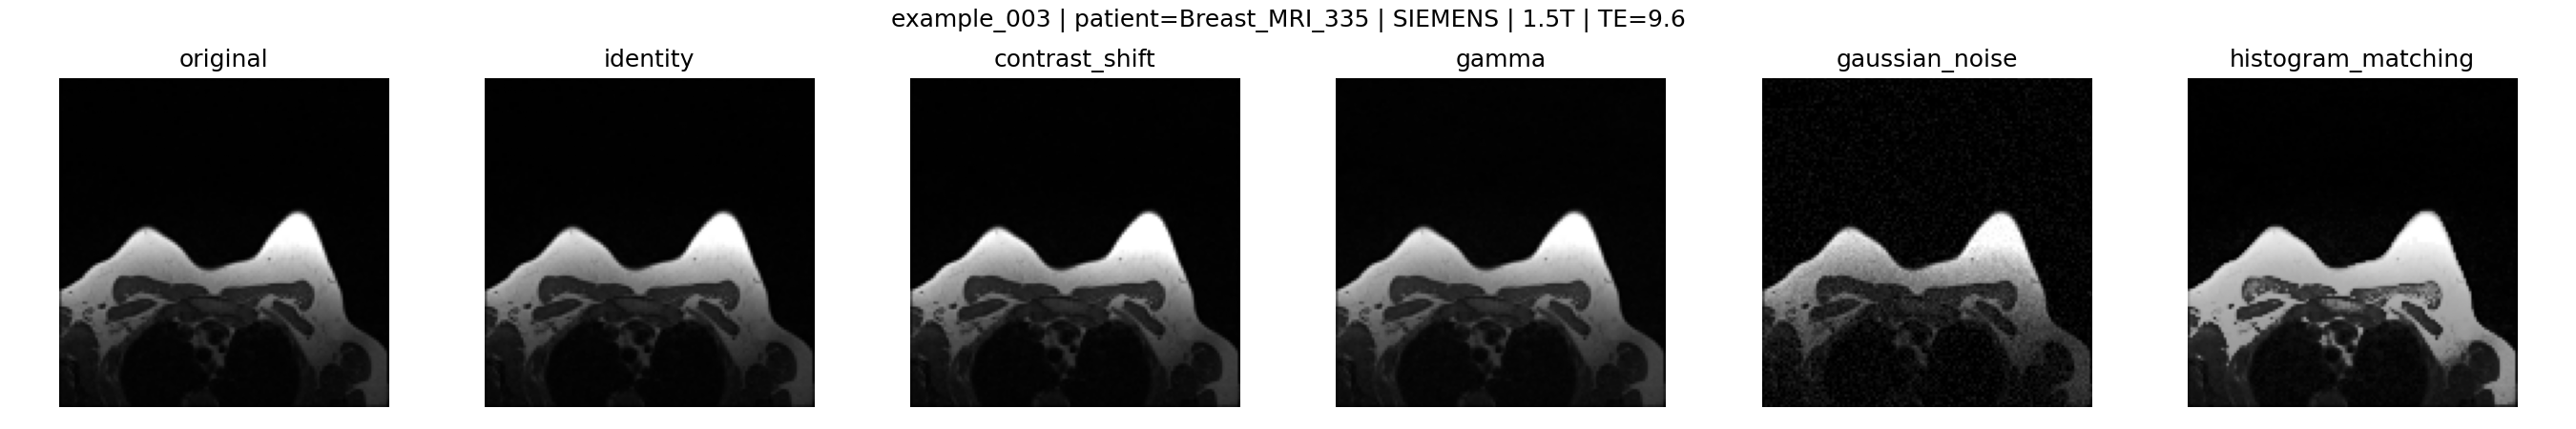 example_003 | patient=Breast_MRI_335 | SIEMENS | 1.5T | TE=9.6
original identity contrast_shift gamma gaussian_noise histogram_matching